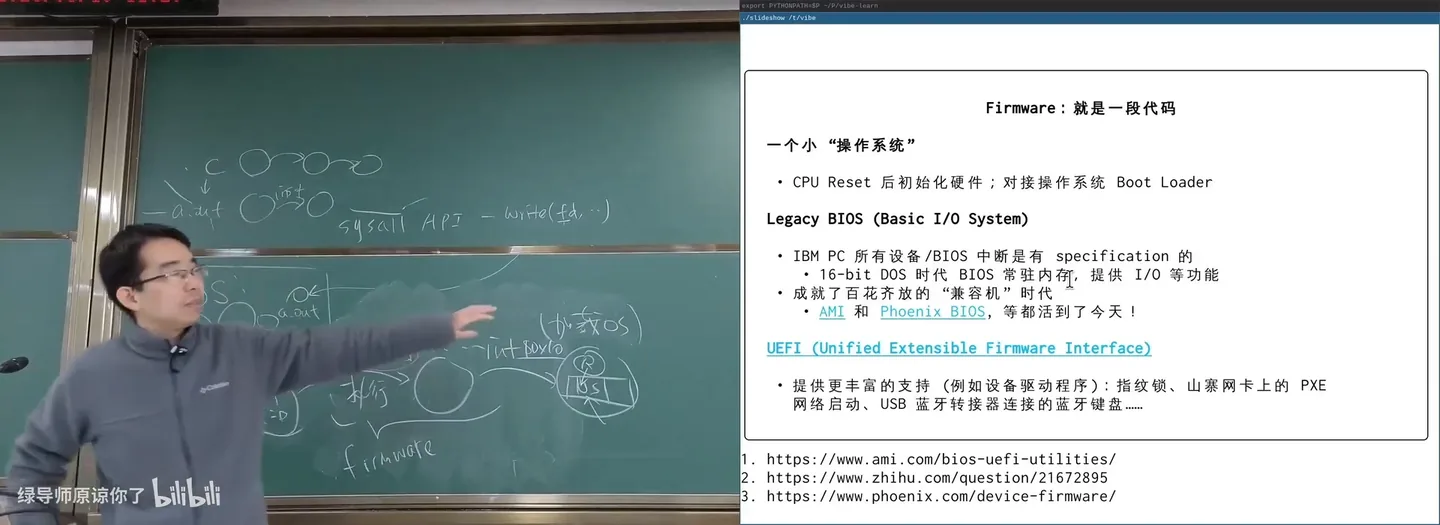 export PYTHONPATH=$P ~/P/vibe-learn
./slideshow /t/vibe
Firmware：就是一段代码
一个小 “操作系统”
• CPU Reset 后初始化硬件；对接操作系统 Boot Loader
Legacy BIOS (Basic I/O System)
• IBM PC 所有设备/BIOS 中断是有 specification 的
• 16-bit DOS 时代 BIOS 常驻内存，提供 I/O 等功能
• 成就了百花齐放的 “兼容机” 时代
• AMI 和 Phoenix BIOS，等都活到了今天！
UEFI (Unified Extensible Firmware Interface)
• 提供更丰富的支持 (例如设备驱动程序)：指纹锁、山寨网卡上的 PXE
网络启动、USB 蓝牙转接器连接的蓝牙键盘……
1. https://www.ami.com/bios-uefi-utilities/
2. https://www.zhihu.com/question/21672895
3. https://www.phoenix.com/device-firmware/
C
a.out
inst
syscall API - write(fd, ...)
OS
a.out
(加载OS)
int 0x10
执行
firmware
绿导师原谅你了 bilibili